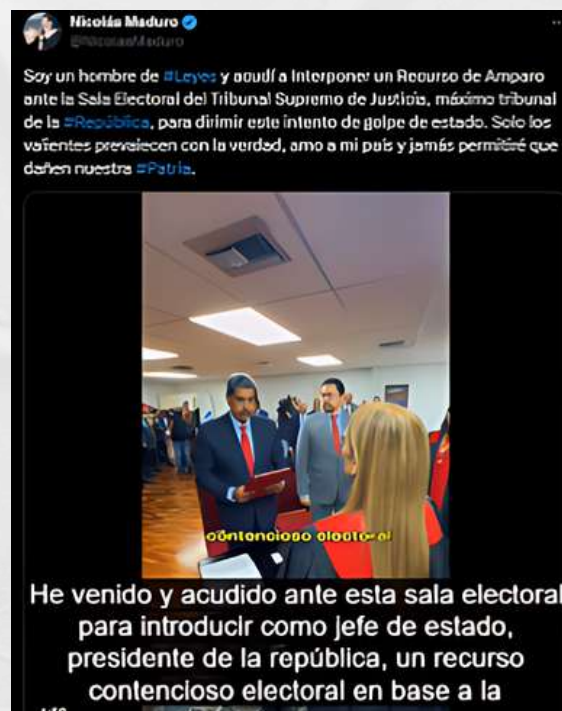 Nicolás Maduro
@NicolasMaduro
Soy un hombre de #Leyes y acudí a Interponer un Recurso de Amparo
ante la Sala Electoral del Tribunal Supremo de Justicia, máximo tribunal
de la #República, para dirimir este intento de golpe de estado. Solo los
valientes prevalecen con la verdad, amo a mi país y jamás permitiré que
dañen nuestra #Patria.
contencioso electoral
He venido y acudido ante esta sala electoral
para introducir como jefe de estado,
presidente de la república, un recurso
contencioso electoral en base a la